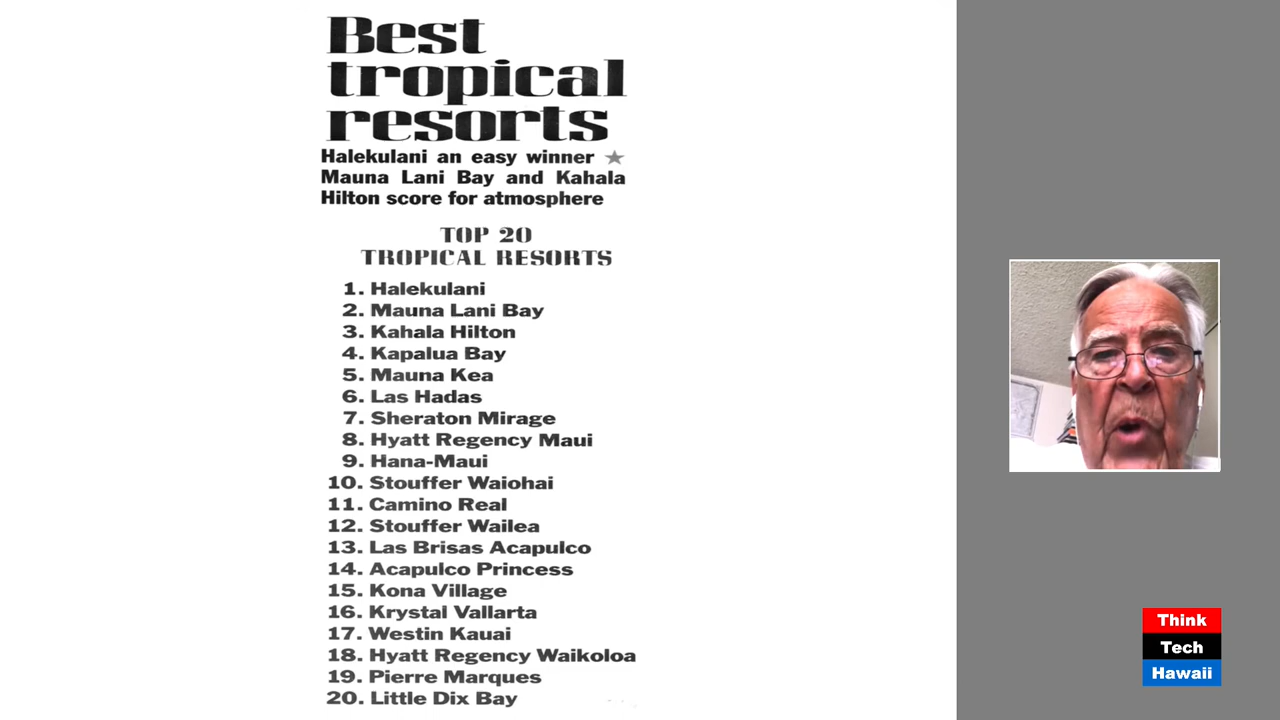 Best
tropical
resorts
Halekulani an easy winner ★
Mauna Lani Bay and Kahala
Hilton score for atmosphere
TOP 20
TROPICAL RESORTS
1. Halekulani
2. Mauna Lani Bay
3. Kahala Hilton
4. Kapalua Bay
5. Mauna Kea
6. Las Hadas
7. Sheraton Mirage
8. Hyatt Regency Maui
9. Hana-Maui
10. Stouffer Waiohai
11. Camino Real
12. Stouffer Wailea
13. Las Brisas Acapulco
14. Acapulco Princess
15. Kona Village
16. Krystal Vallarta
17. Westin Kauai
18. Hyatt Regency Waikoloa
19. Pierre Marques
20. Little Dix Bay
Think
Tech
Hawaii